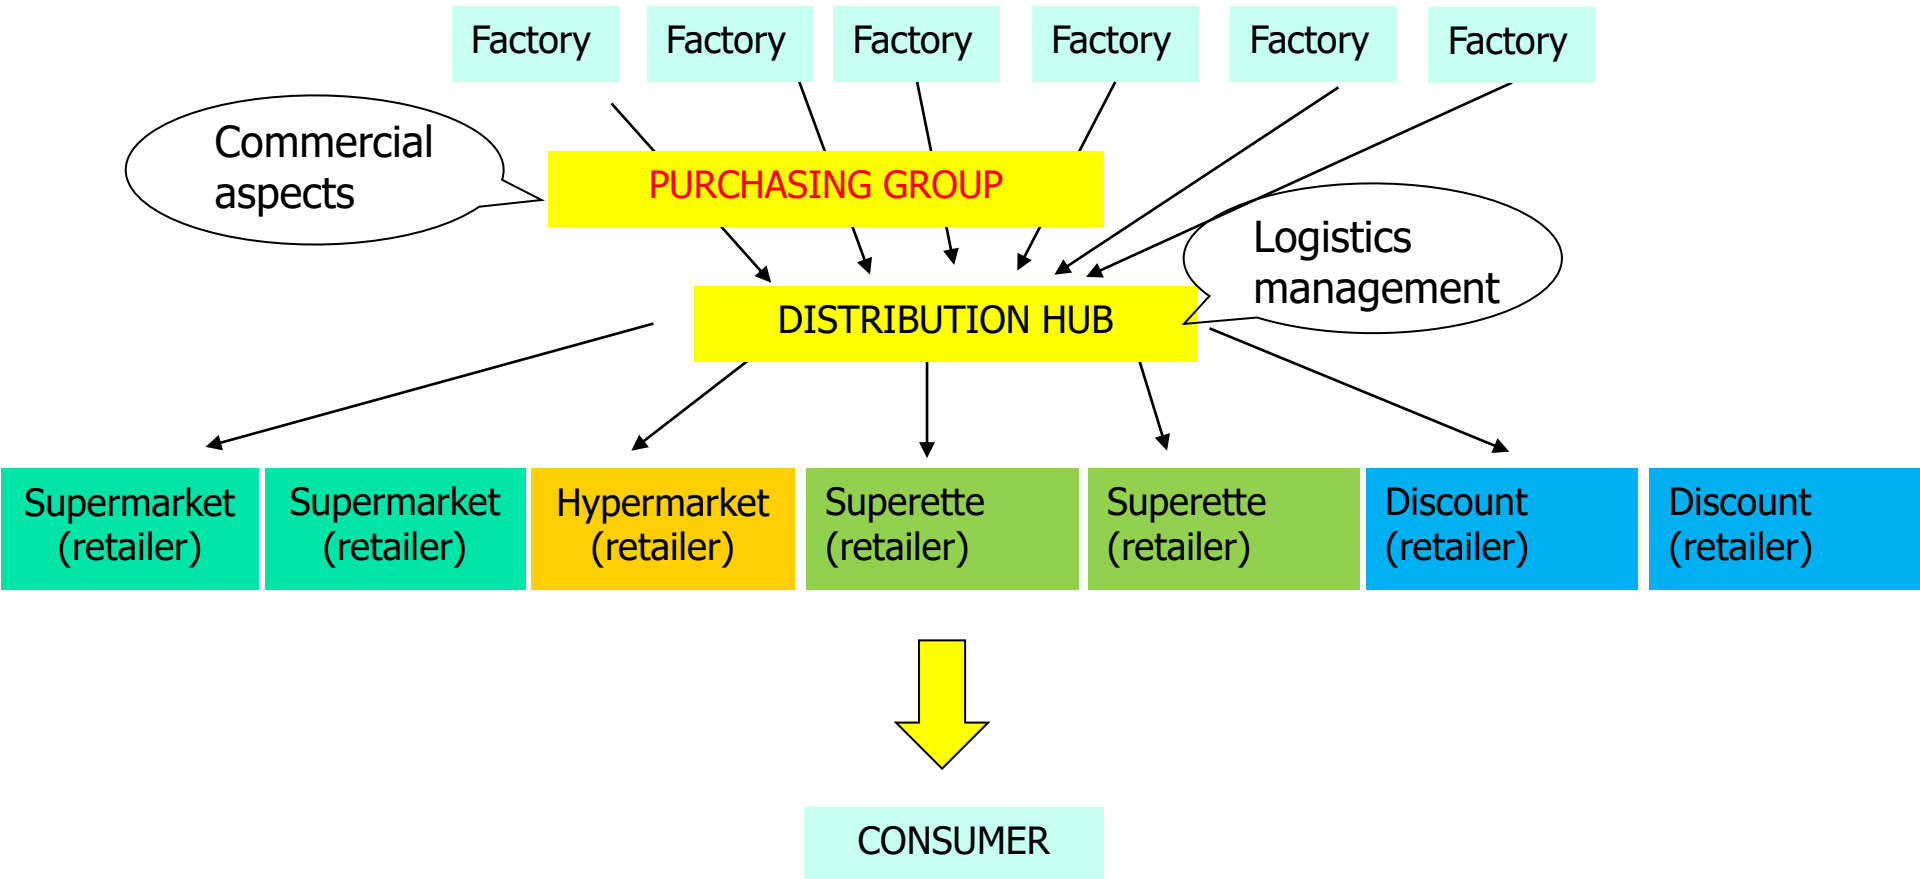 Factory
Factory
Factory
Factory
Factory
Factory
Commercial
aspects
PURCHASING GROUP
Logistics
management
DISTRIBUTION HUB
Supermarket
(retailer)
Supermarket
(retailer)
Hypermarket
(retailer)
Superette
(retailer)
Superette
(retailer)
Discount
(retailer)
Discount
(retailer)
CONSUMER